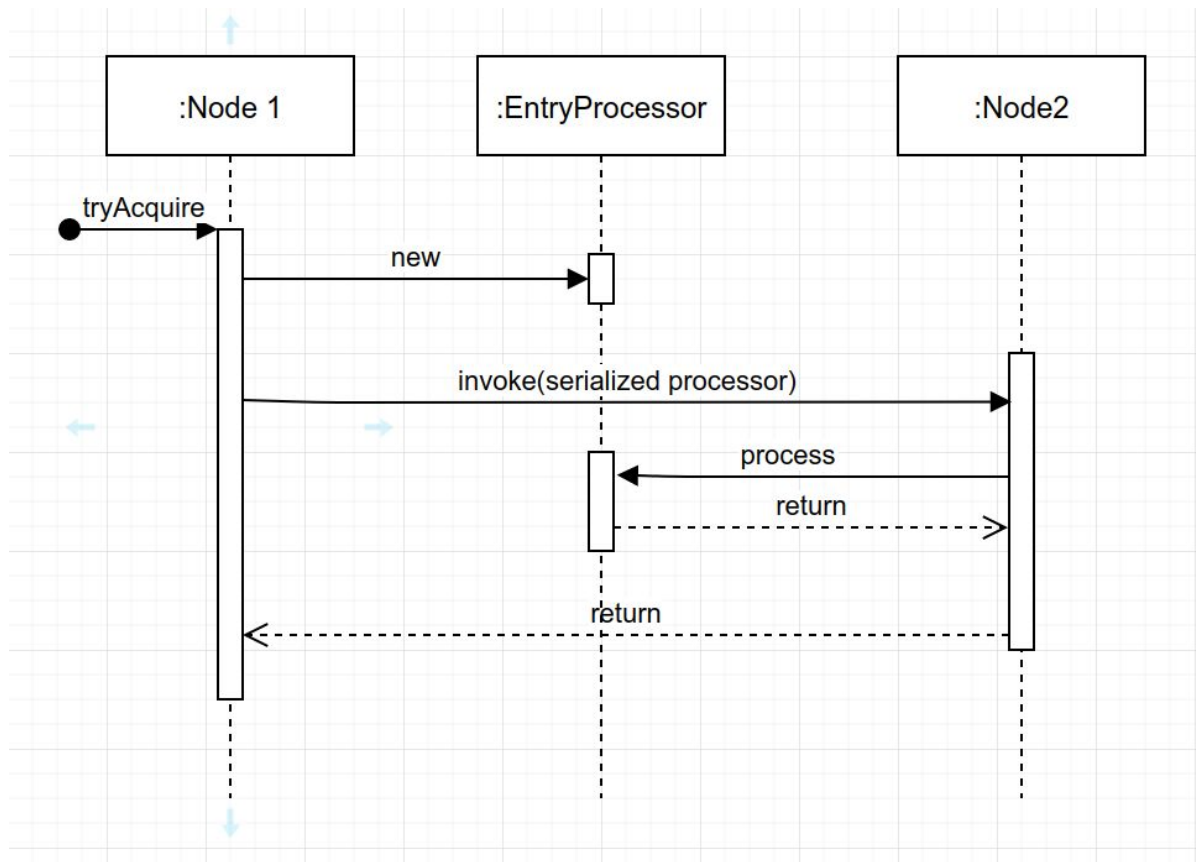 :Node 1
:EntryProcessor
:Node2
tryAcquire
new
invoke(serialized processor)
process
return
return